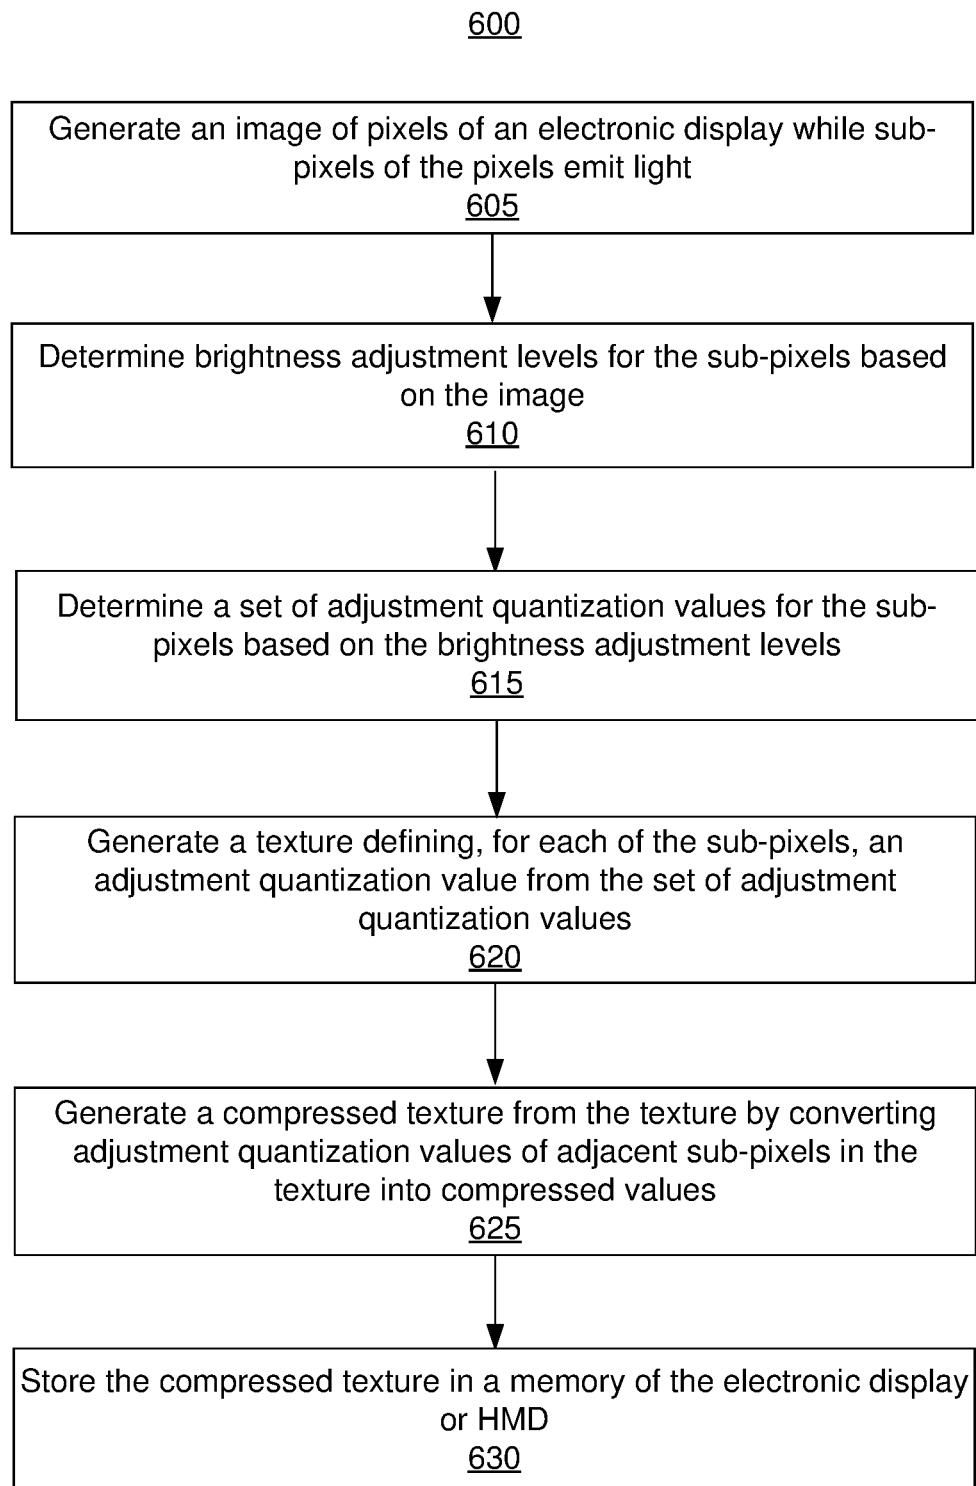 600
Generate an image of pixels of an electronic display while sub-
pixels of the pixels emit light
605
Determine brightness adjustment levels for the sub-pixels based
on the image
610
Determine a set of adjustment quantization values for the sub-
pixels based on the brightness adjustment levels
615
Generate a texture defining, for each of the sub-pixels, an
adjustment quantization value from the set of adjustment
quantization values
620
Generate a compressed texture from the texture by converting
adjustment quantization values of adjacent sub-pixels in the
texture into compressed values
625
Store the compressed texture in a memory of the electronic display
or HMD
630